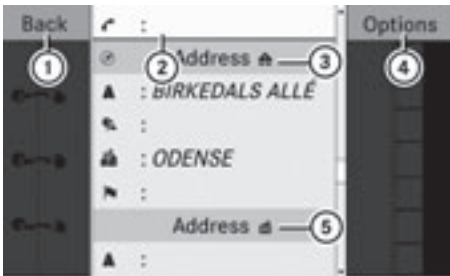 Back
Options
:
1
2
Address
3
4
: BIRKEDALS ALLÉ
:
: ODENSE
:
Address
5
: